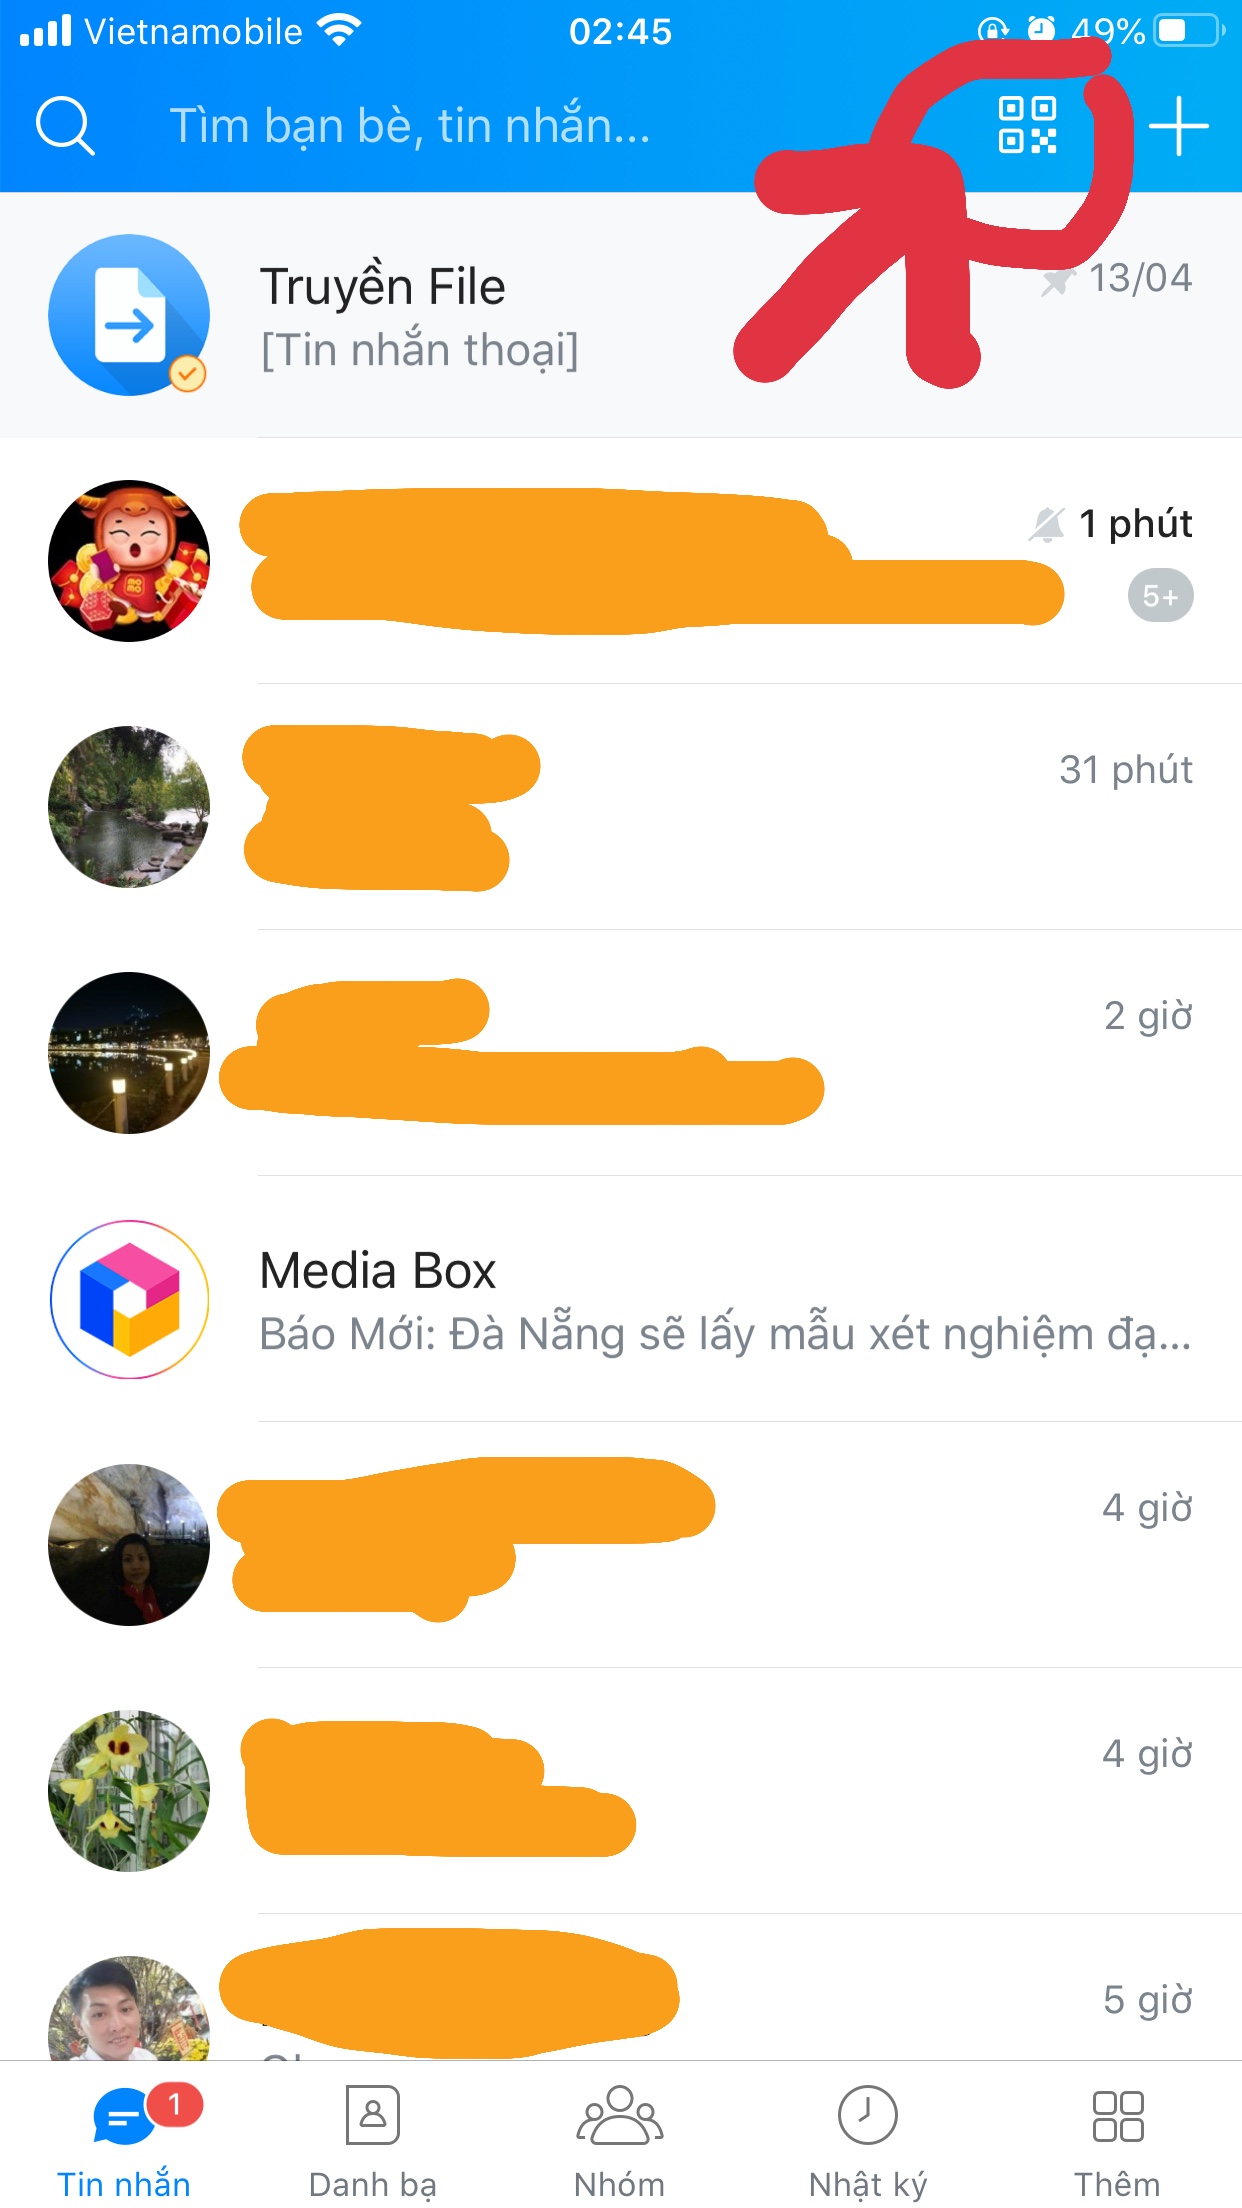 Vietnamobile 02:45 49%
Tìm bạn bè, tin nhắn...
Truyền File 13/04
[Tin nhắn thoại]
1 phút
5+
31 phút
2 giờ
Media Box
Báo Mới: Đà Nẵng sẽ lấy mẫu xét nghiệm đạ...
4 giờ
4 giờ
5 giờ
1
Tin nhắn Danh bạ Nhóm Nhật ký Thêm